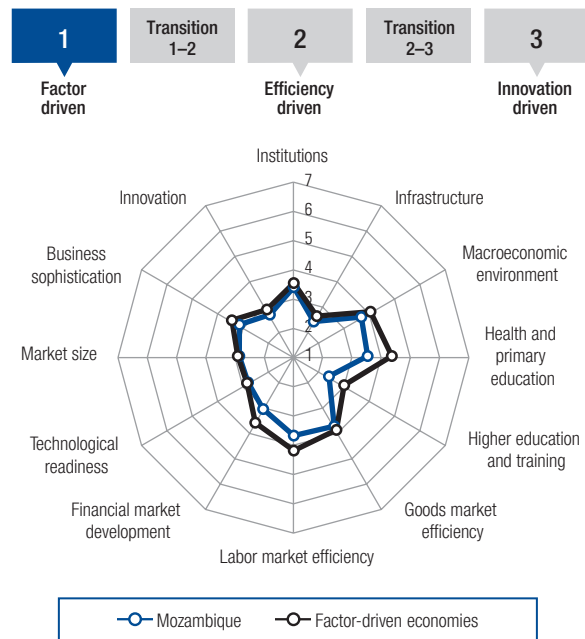 1
Transition
1–2
2
Transition
2–3
3
Factor
driven
Efficiency
driven
Innovation
driven
Institutions
Infrastructure
Macroeconomic
environment
Health and
primary
education
Higher education
and training
Goods market
efficiency
Labor market efficiency
Financial market
development
Technological
readiness
Market size
Business
sophistication
Innovation
7
6
5
4
3
2
1
Mozambique
Factor-driven economies